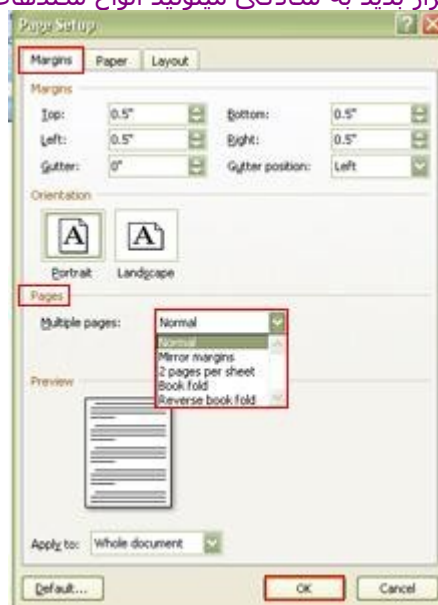 Page Setup
Margins Paper Layout
Margins
Top: 0.5" Bottom: 0.5"
Left: 0.5" Right: 0.5"
Gutter: 0" Gutter position: Left
Orientation
A A
Portrait Landscape
Pages
Multiple pages: Normal
Normal
Mirror margins
2 pages per sheet
Book fold
Reverse book fold
Preview
Apply to: Whole document
Default... OK Cancel